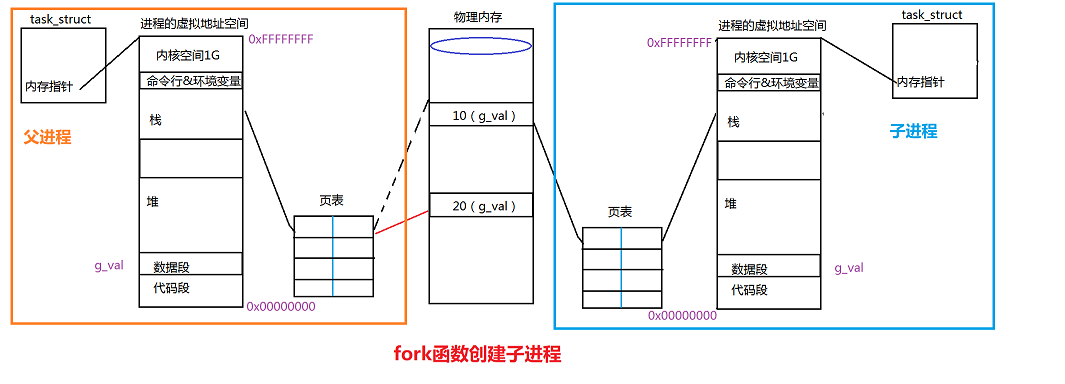 task_struct
内存指针
父进程
进程的虚拟地址空间
0xFFFFFFFF
内核空间1G
命令行&环境变量
栈
堆
g_val
数据段
代码段
0x00000000
页表
物理内存
10（g_val）
20（g_val）
页表
进程的虚拟地址空间
0xFFFFFFFF
内核空间1G
命令行&环境变量
栈
堆
数据段
g_val
代码段
0x00000000
task_struct
内存指针
子进程
fork函数创建子进程